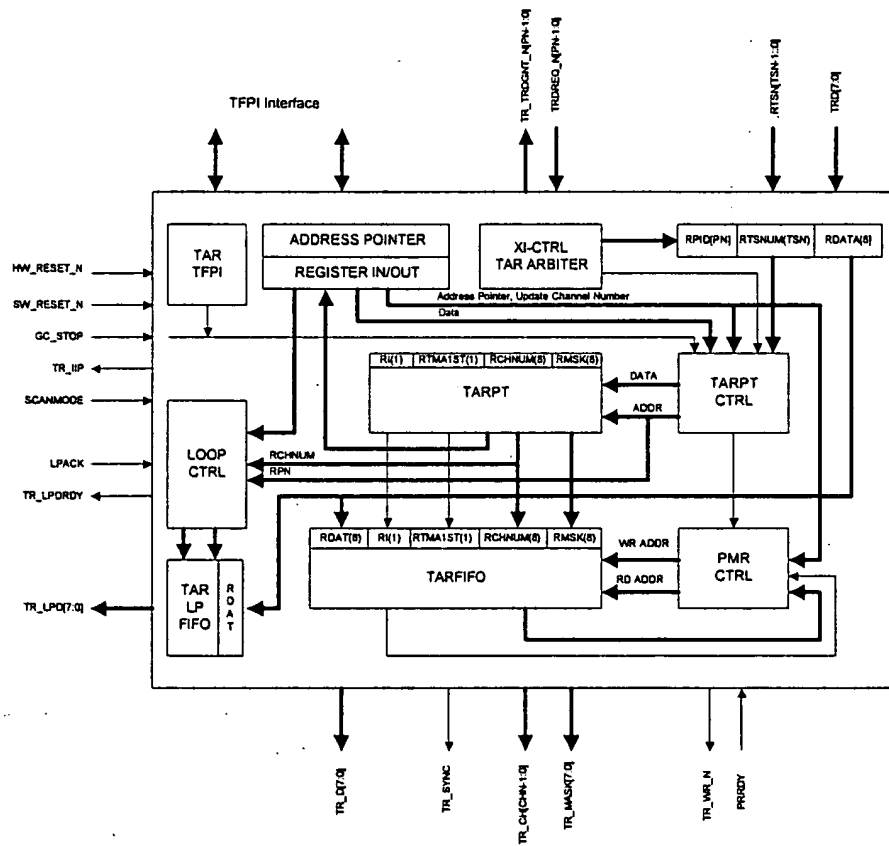 TR_TRDGNT_N[PN-1:0]
TRDREQ_N[PN-1:0]
RTSN[TSN-1::0]
TRD[7:0]
TFPI Interface
TAR
TFPI
ADDRESS POINTER
REGISTER IN/OUT
XI-CTRL
TAR ARBITER
RPID[PN]
RTSNUM(TSN)
RDATA(8)
HW_RESET_N
SW_RESET_N
GC_STOP
TR_IIP
SCANMODE
LPACK
TR_LPDRDY
TR_LPD[7:0]
Address Pointer, Update Channel Number
Data
RI(1)
RTMA1ST(1)
RCHNUM(8)
RMSK(8)
TARPT
DATA
ADDR
TARPT
CTRL
LOOP
CTRL
RCHNUM
RPN
RDAT(8)
RI(1)
RTMA1ST(1)
RCHNUM(8)
RMSK(8)
TARFIFO
WR ADDR
RD ADDR
PMR
CTRL
TAR
LP
FIFO
RDAT
TR_D[7:0]
TR_SYNC
TR_CH[CHN-1:0]
TR_MASK[7:0]
TR_WR_N
PRRDY